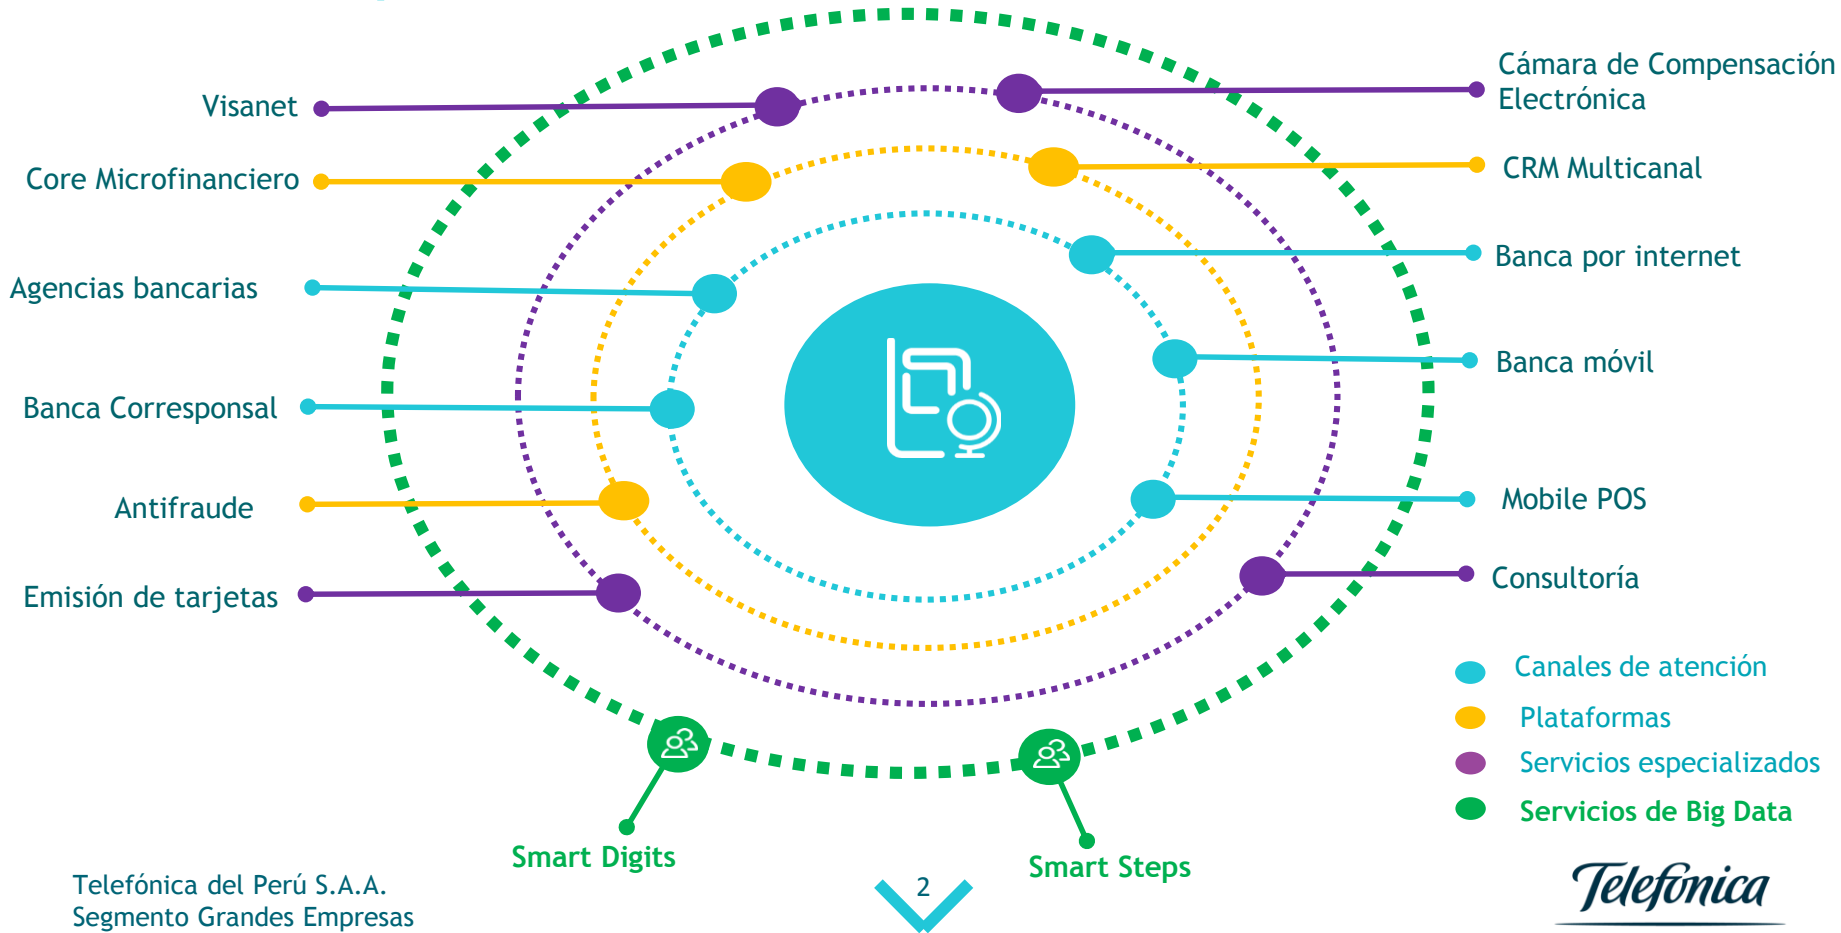 Visanet
Core Microfinanciero
Agencias bancarias
Banca Corresponsal
Antifraude
Emisión de tarjetas
Cámara de Compensación
Electrónica
CRM Multicanal
Banca por internet
Banca móvil
Mobile POS
Consultoría
Canales de atención
Plataformas
Servicios especializados
Servicios de Big Data
Smart Digits
Smart Steps
Telefónica del Perú S.A.A.
Segmento Grandes Empresas
2
Telefónica